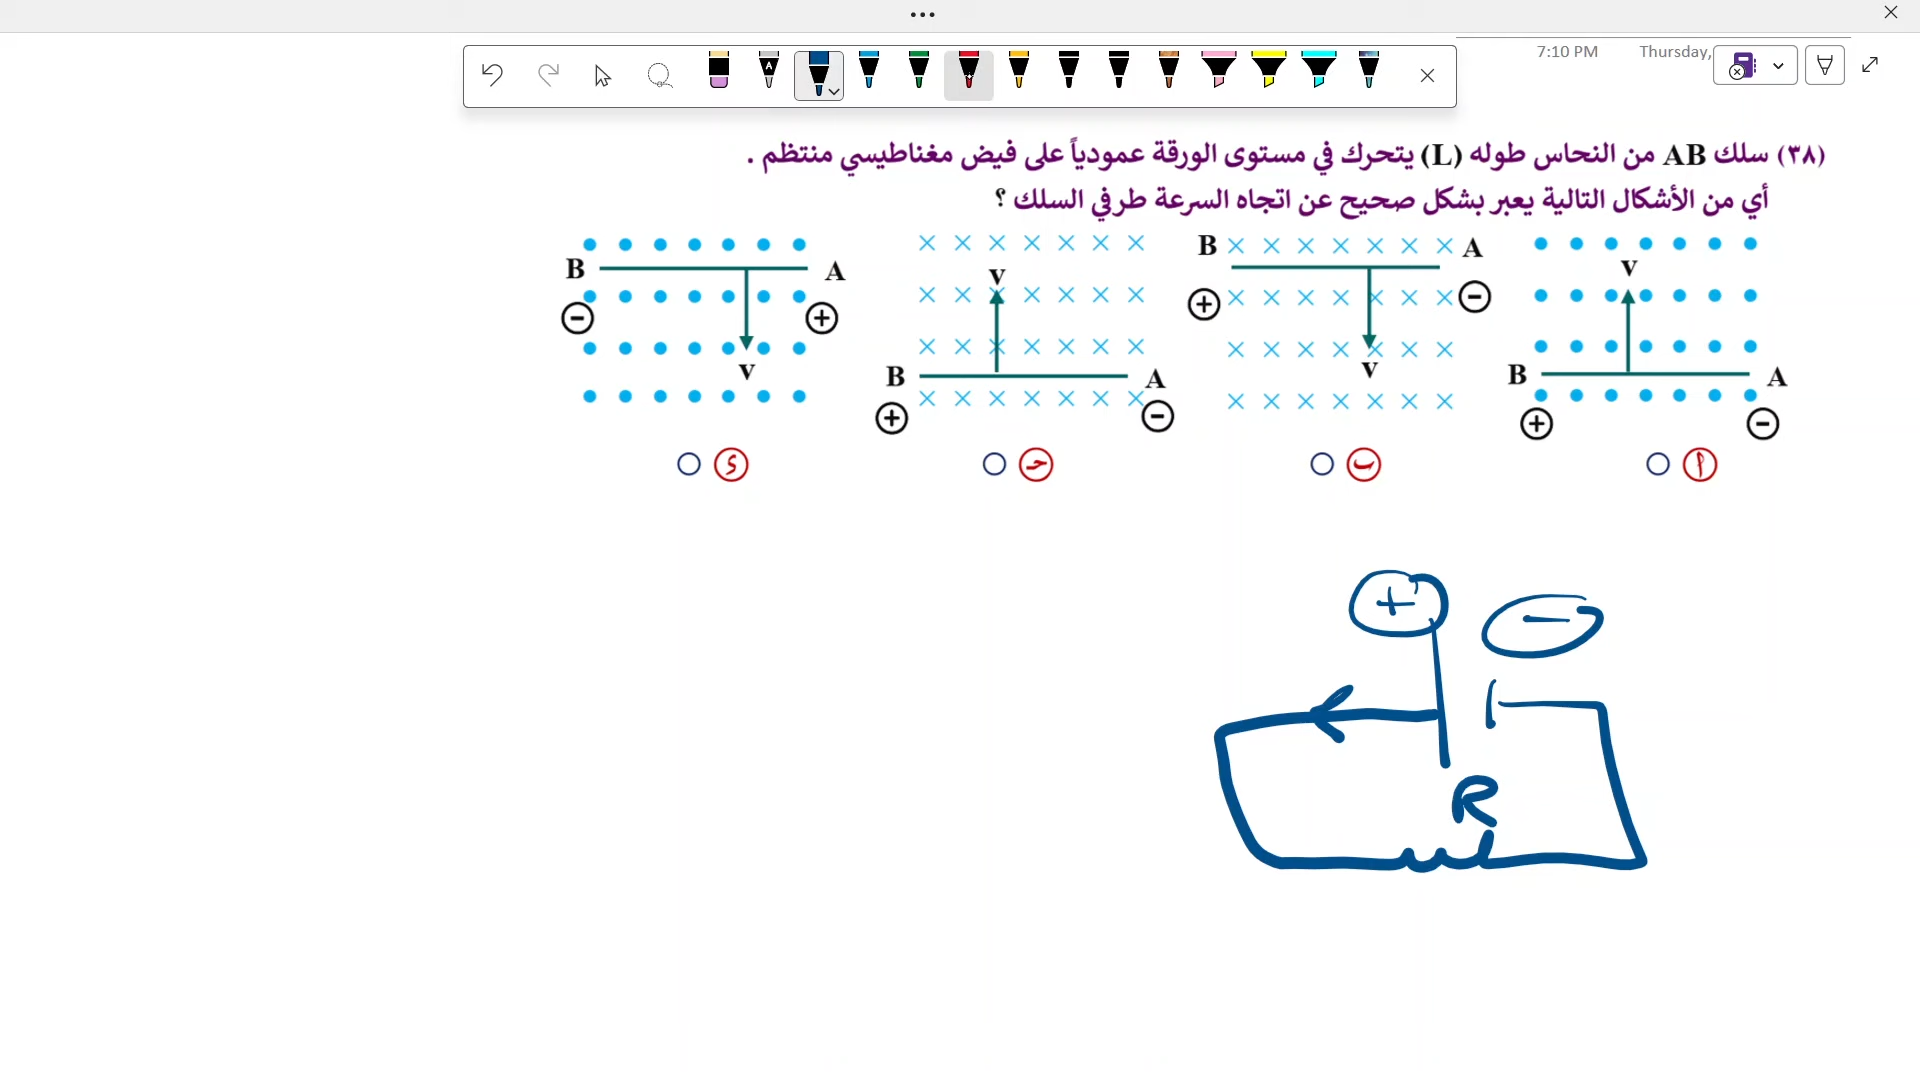 7:10 PM Thursday,
(٣٨) سلك AB من النحاس طوله (L) يتحرك في مستوى الورقة عمودياً على فيض مغناطيسي منتظم .
أي من الأشكال التالية يعبر بشكل صحيح عن اتجاه السرعة طرفي السلك ؟
B A v + −
أ
B A v + −
ب
B A v + −
جـ
B A v − +
د
+ −
R